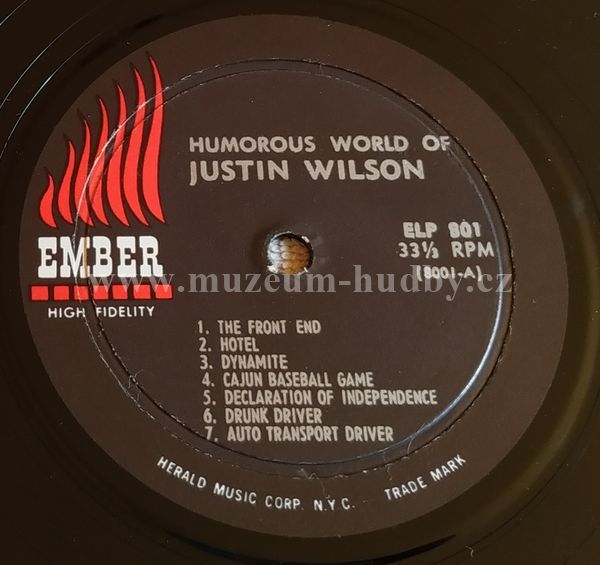 HUMOROUS WORLD OF
JUSTIN WILSON
EMBER
HIGH FIDELITY
ELP 801
33⅓ RPM
(8001-A)
www.muzeum-hudby.cz
1. THE FRONT END
2. HOTEL
3. DYNAMITE
4. CAJUN BASEBALL GAME
5. DECLARATION OF INDEPENDENCE
6. DRUNK DRIVER
7. AUTO TRANSPORT DRIVER
HERALD MUSIC CORP. N.Y.C. TRADE MARK